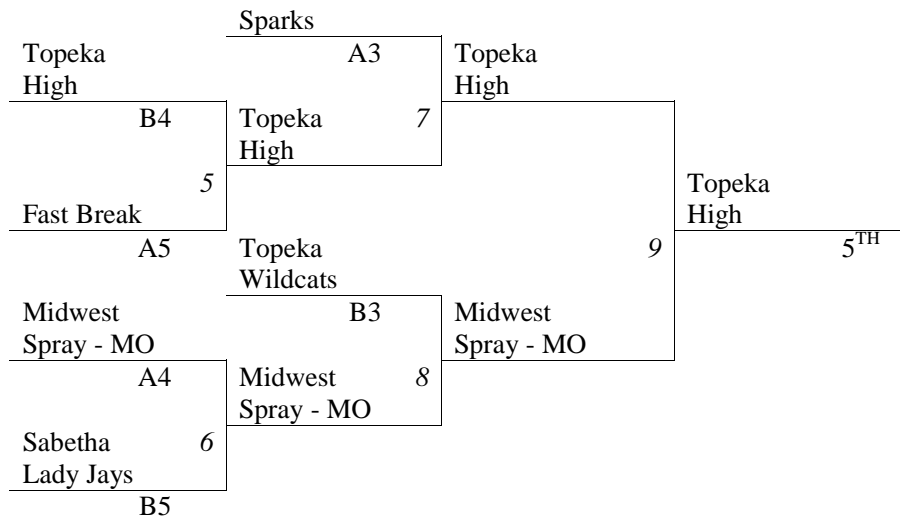 Sparks
Topeka
High
A3
Topeka
High
B4
Topeka
High
7
5
Topeka
High
Fast Break
A5
Topeka
Wildcats
9
5TH
Midwest
Spray - MO
B3
Midwest
Spray - MO
A4
Midwest
Spray - MO
8
Sabetha
Lady Jays
6
B5